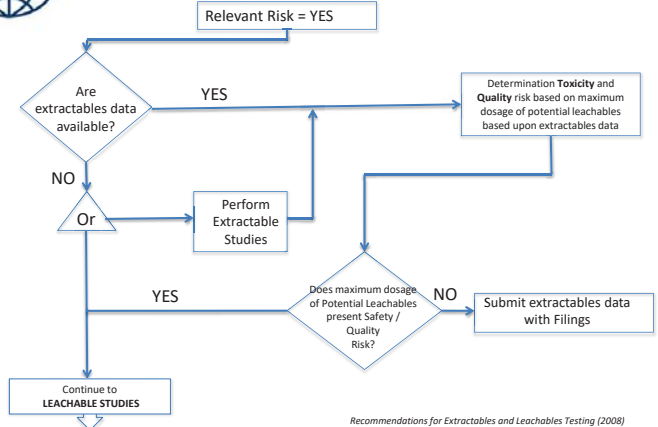 Relevant Risk = YES
Are
extractables data
available?
YES
Determination Toxicity and
Quality risk based on maximum
dosage of potential leachables
based upon extractables data
NO
Or
Perform
Extractable
Studies
Does maximum dosage
of Potential Leachables
present Safety /
Quality
Risk?
YES
NO
Submit extractables data
with Filings
Continue to
LEACHABLE STUDIES
Recommendations for Extractables and Leachables Testing (2008)